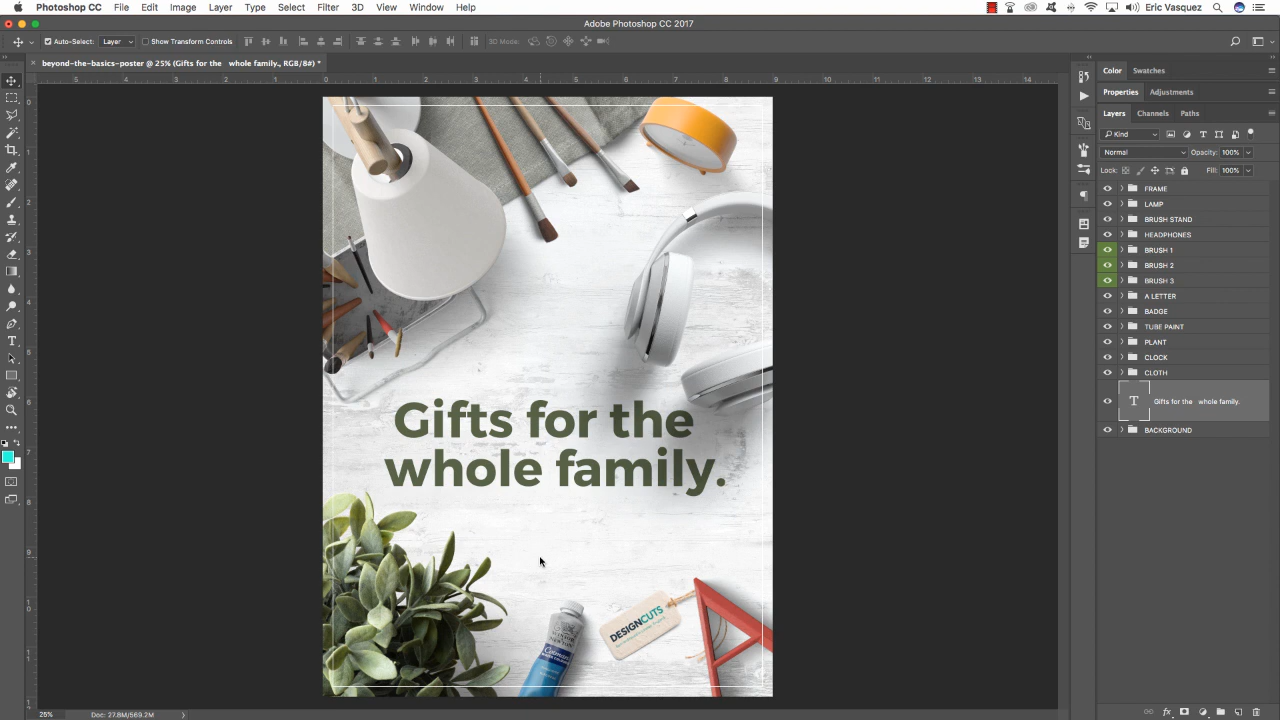 Photoshop CC File Edit Image Layer Type Select Filter 3D View Window Help Eric Vasquez
Adobe Photoshop CC 2017
Auto-Select: Layer Show Transform Controls 3D Mode:
beyond-the-basics-poster @ 25% (Gifts for the whole family., RGB/8#) *
Color Swatches
Properties Adjustments
Layers Channels Paths
Kind
Normal Opacity: 100%
Lock: Fill: 100%
FRAME
LAMP
BRUSH STAND
HEADPHONES
BRUSH 1
BRUSH 2
BRUSH 3
A LETTER
BADGE
TUBE PAINT
PLANT
CLOCK
CLOTH
T Gifts for the whole family.
BACKGROUND
Gifts for the
whole family.
DESIGNCUTS
Cotman
25% Doc: 27.8M/569.2M